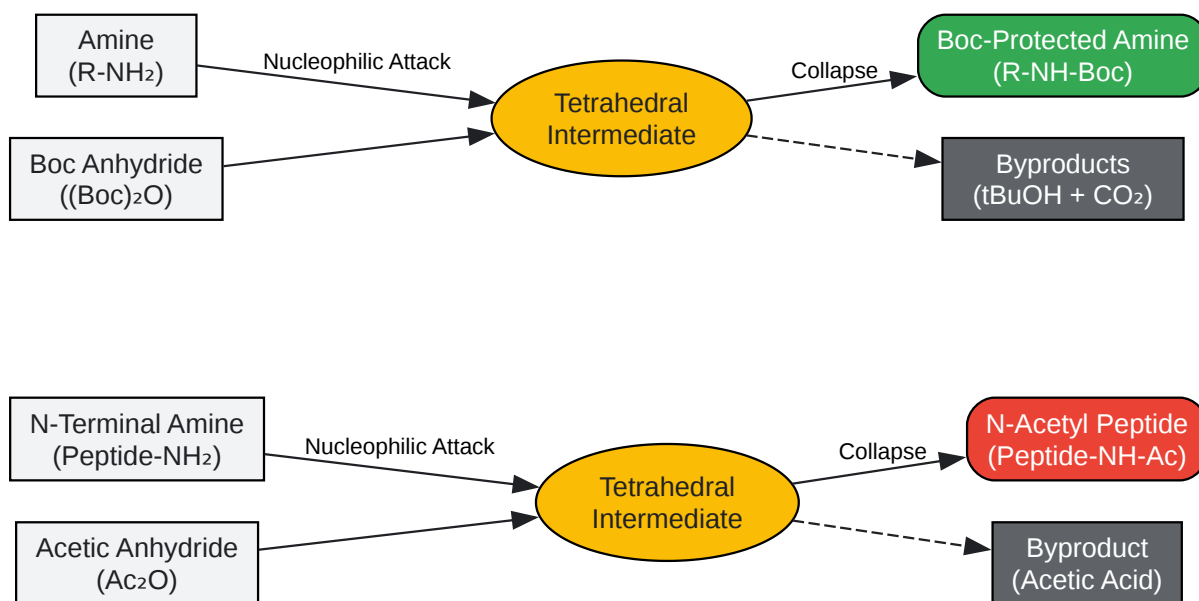 Amine
(R-NH₂)
Nucleophilic Attack
Boc Anhydride
((Boc)₂O)
Tetrahedral
Intermediate
Collapse
Boc-Protected Amine
(R-NH-Boc)
Byproducts
(tBuOH + CO₂)
N-Terminal Amine
(Peptide-NH₂)
Nucleophilic Attack
Acetic Anhydride
(Ac₂O)
Tetrahedral
Intermediate
Collapse
N-Acetyl Peptide
(Peptide-NH-Ac)
Byproduct
(Acetic Acid)